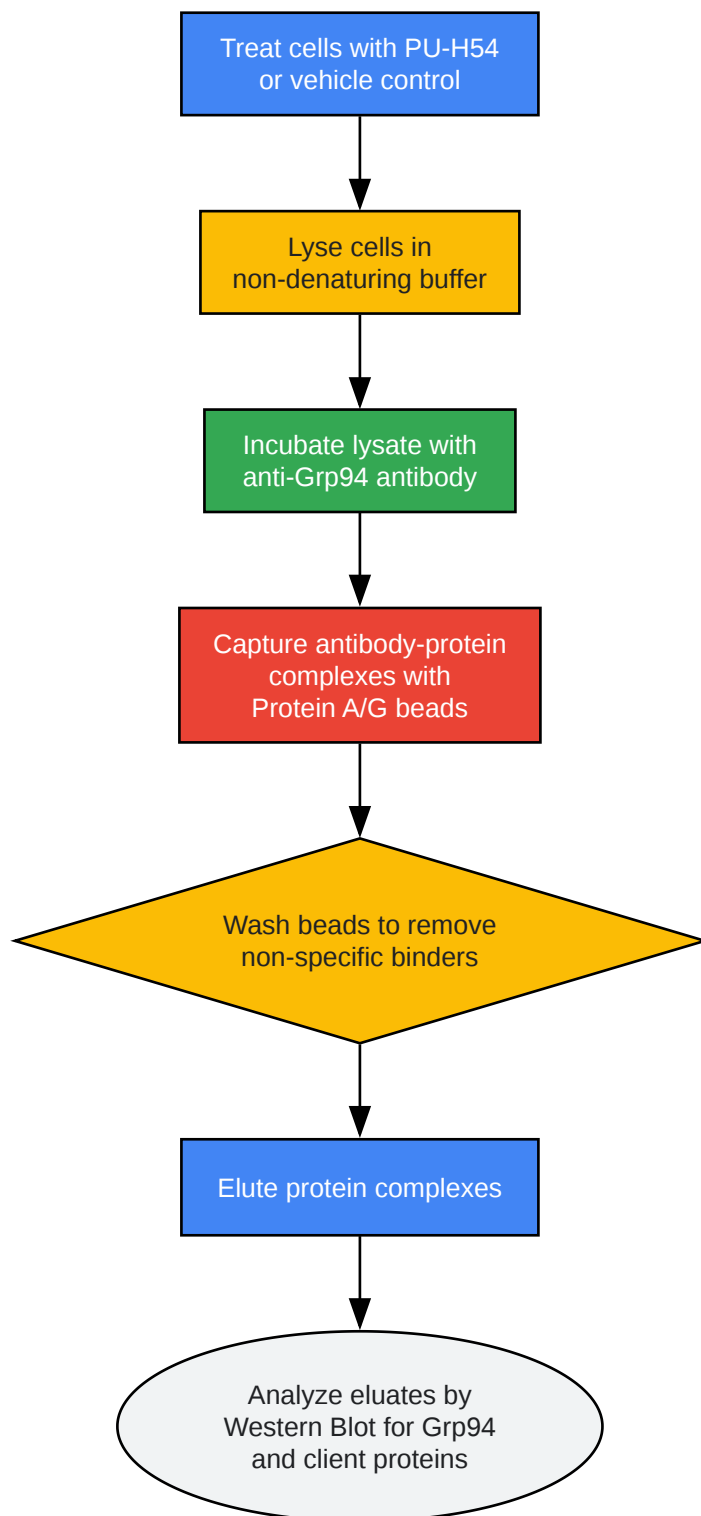 Treat cells with PU-H54
or vehicle control
Lyse cells in
non-denaturing buffer
Incubate lysate with
anti-Grp94 antibody
Capture antibody-protein
complexes with
Protein A/G beads
Wash beads to remove
non-specific binders
Elute protein complexes
Analyze eluates by
Western Blot for Grp94
and client proteins